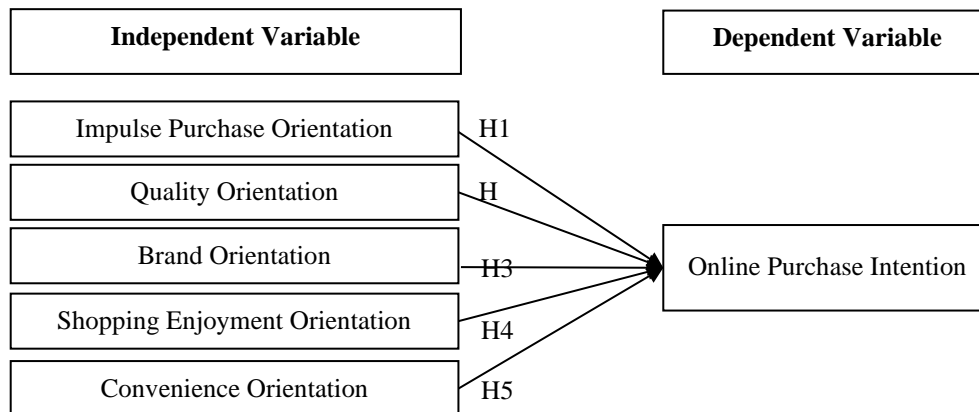 Independent Variable
Dependent Variable
Impulse Purchase Orientation
H1
Quality Orientation
H
Brand Orientation
H3
Online Purchase Intention
Shopping Enjoyment Orientation
H4
Convenience Orientation
H5